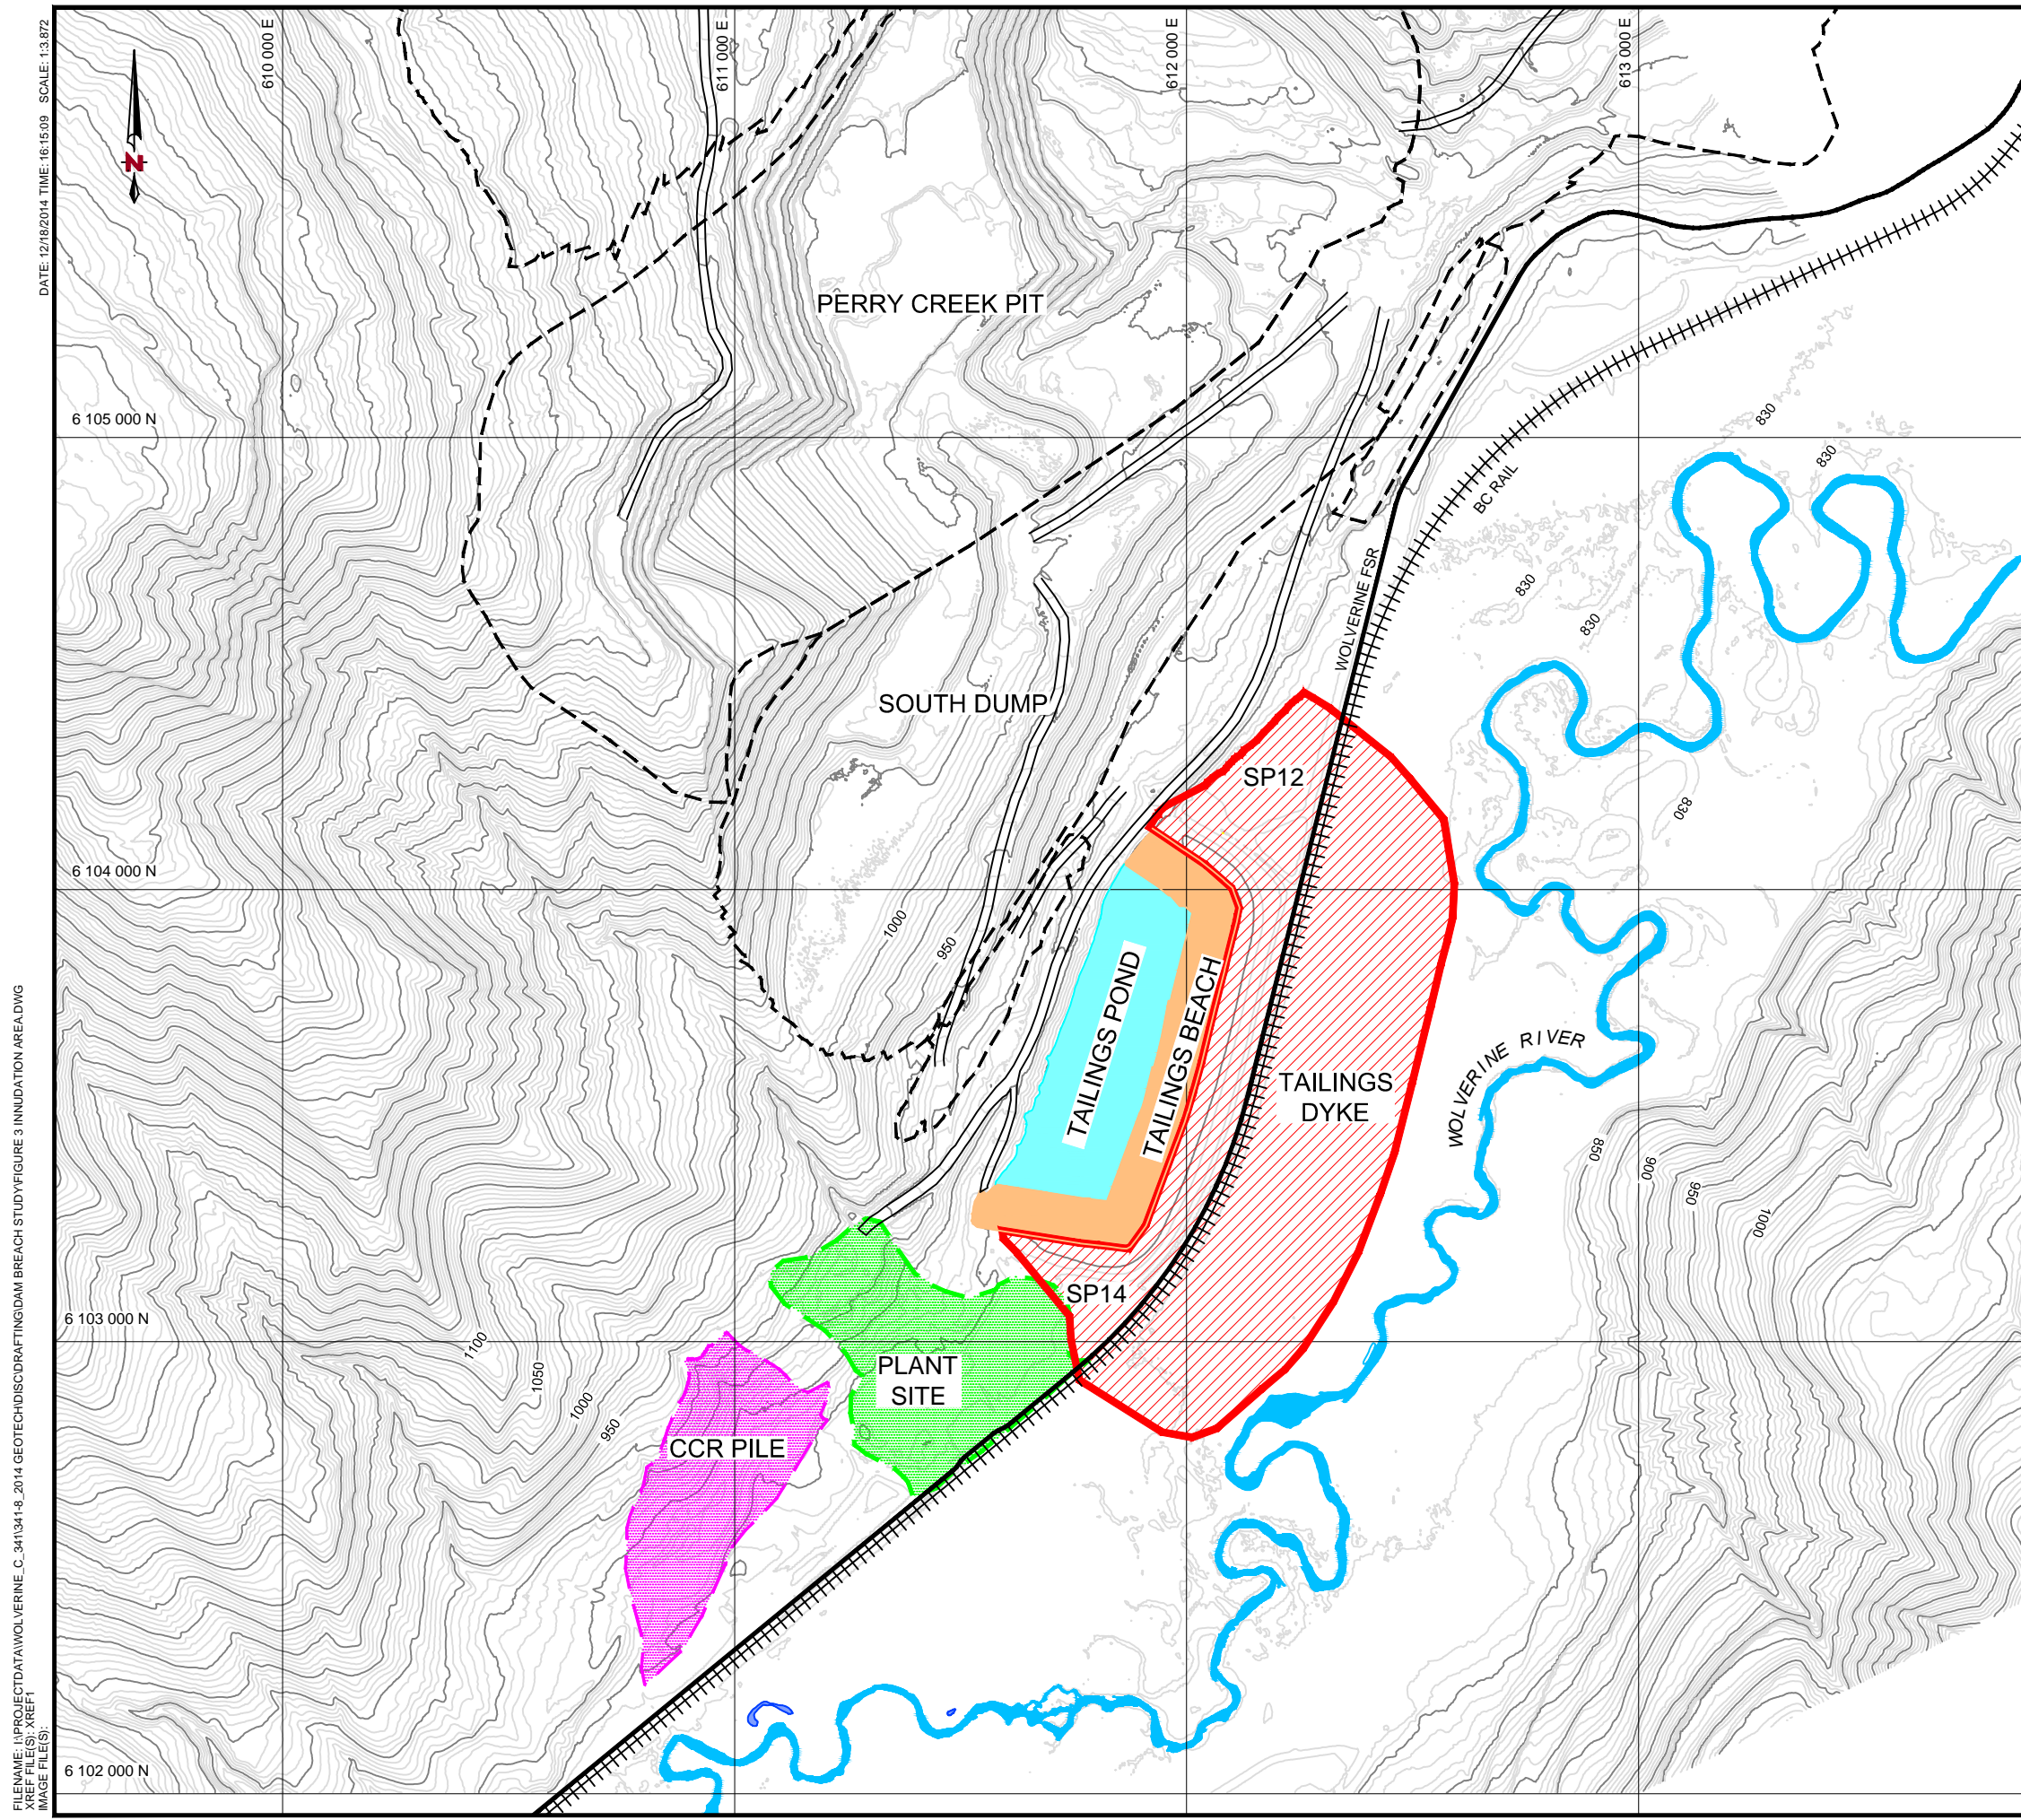 DATE: 12/18/2014 TIME: 16:15:09 SCALE: 1:3.872
FILENAME: I:\PROJECTDATA\WOLVERINE_C_341\341-8_2014 GEOTECH\DISC\DRAFTING\DAM BREACH STUDY\FIGURE 3 INNUDATION AREA.DWG
XREF FILE(S): XREF1
IMAGE FILE(S):
610 000 E
611 000 E
612 000 E
613 000 E
N
PERRY CREEK PIT
6 105 000 N
830
830
BC RAIL
WOLVERINE FSR
830
830
SOUTH DUMP
SP12
830
6 104 000 N
1000
950
TAILINGS POND
TAILINGS BEACH
TAILINGS
DYKE
WOLVERINE RIVER
850
900
950
1000
SP14
6 103 000 N
1100
1050
1000
950
PLANT
SITE
CCR PILE
6 102 000 N